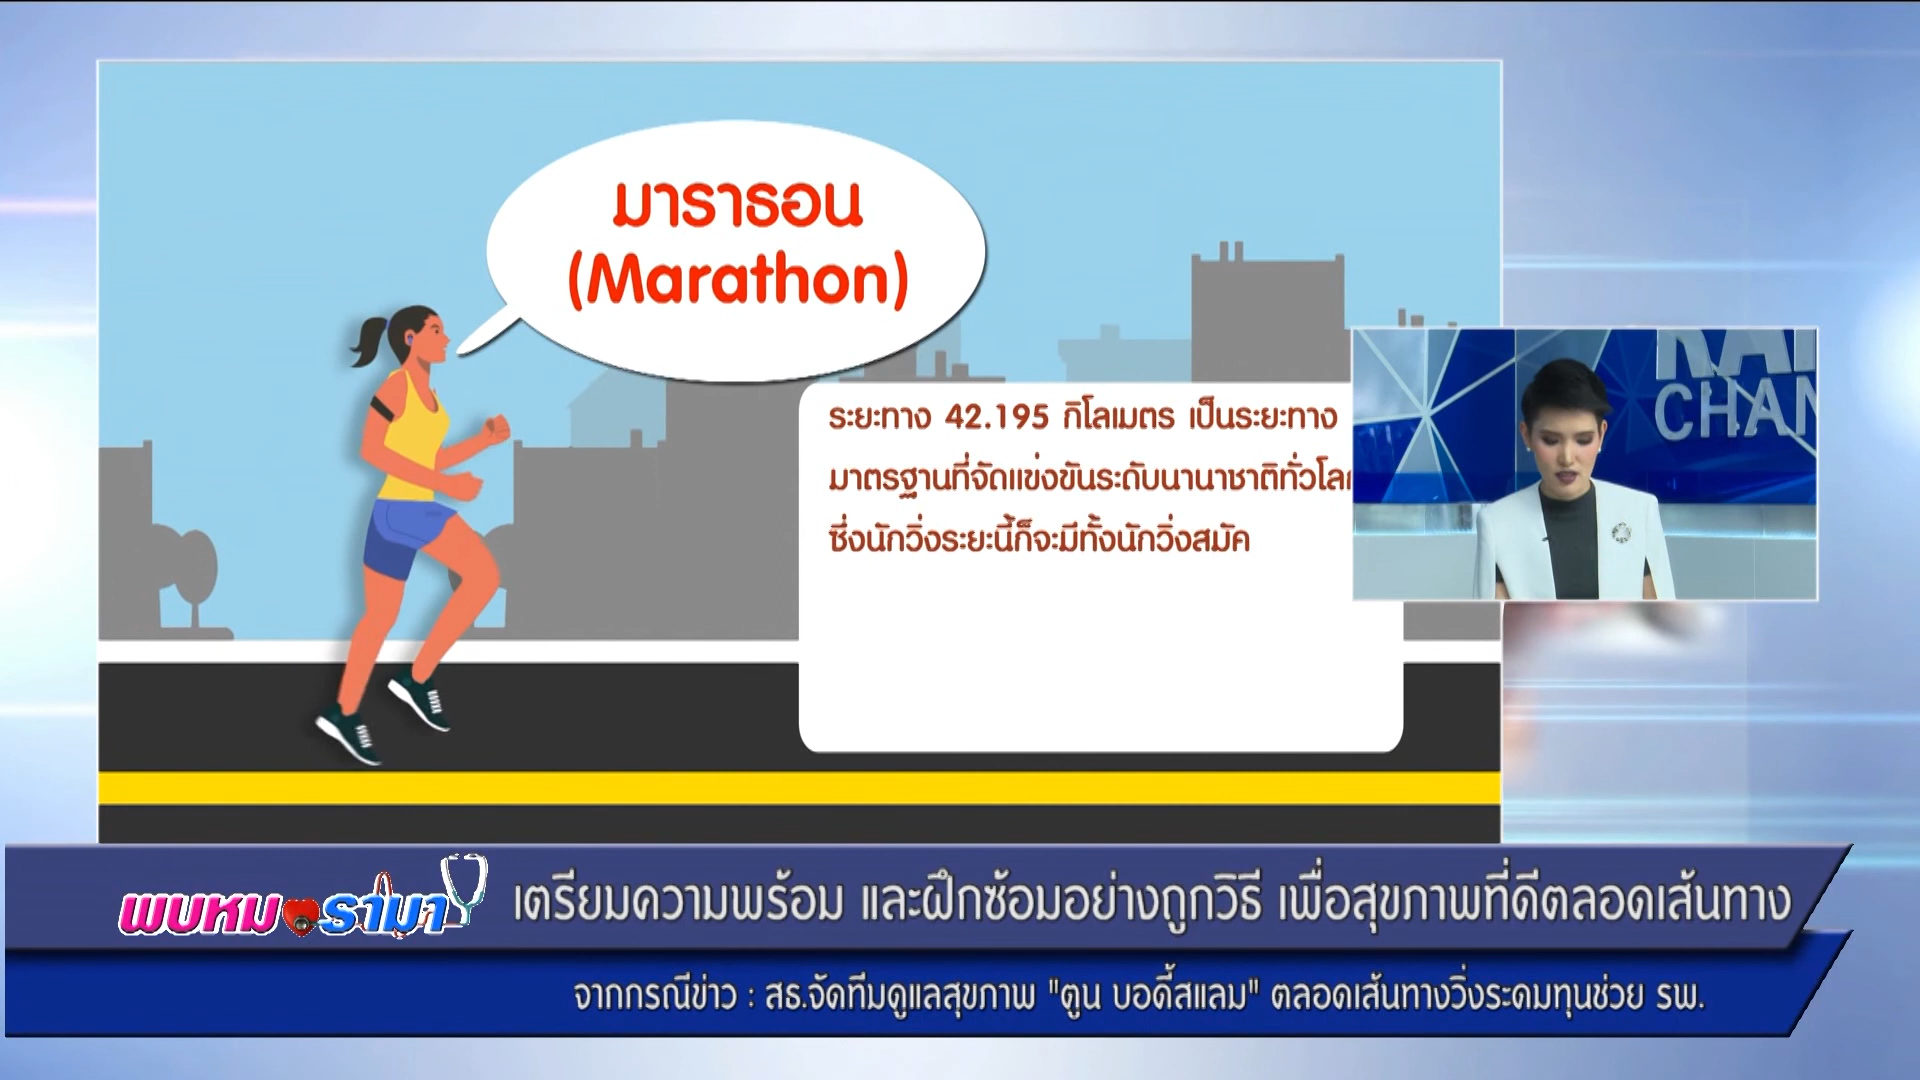 มาราธอน
(Marathon)
ระยะทาง 42.195 กิโลเมตร เป็นระยะทาง
มาตรฐานที่จัดแข่งขันระดับนานาชาติทั่วโลก
ซึ่งนักวิ่งระยะนี้ก็จะมีทั้งนักวิ่งสมัค
CHAN
พบหมอรามา
เตรียมความพร้อม และฝึกซ้อมอย่างถูกวิธี เพื่อสุขภาพที่ดีตลอดเส้นทาง
จากกรณีข่าว : สธ.จัดทีมดูแลสุขภาพ "ตูน บอดี้สแลม" ตลอดเส้นทางวิ่งระดมทุนช่วย รพ.